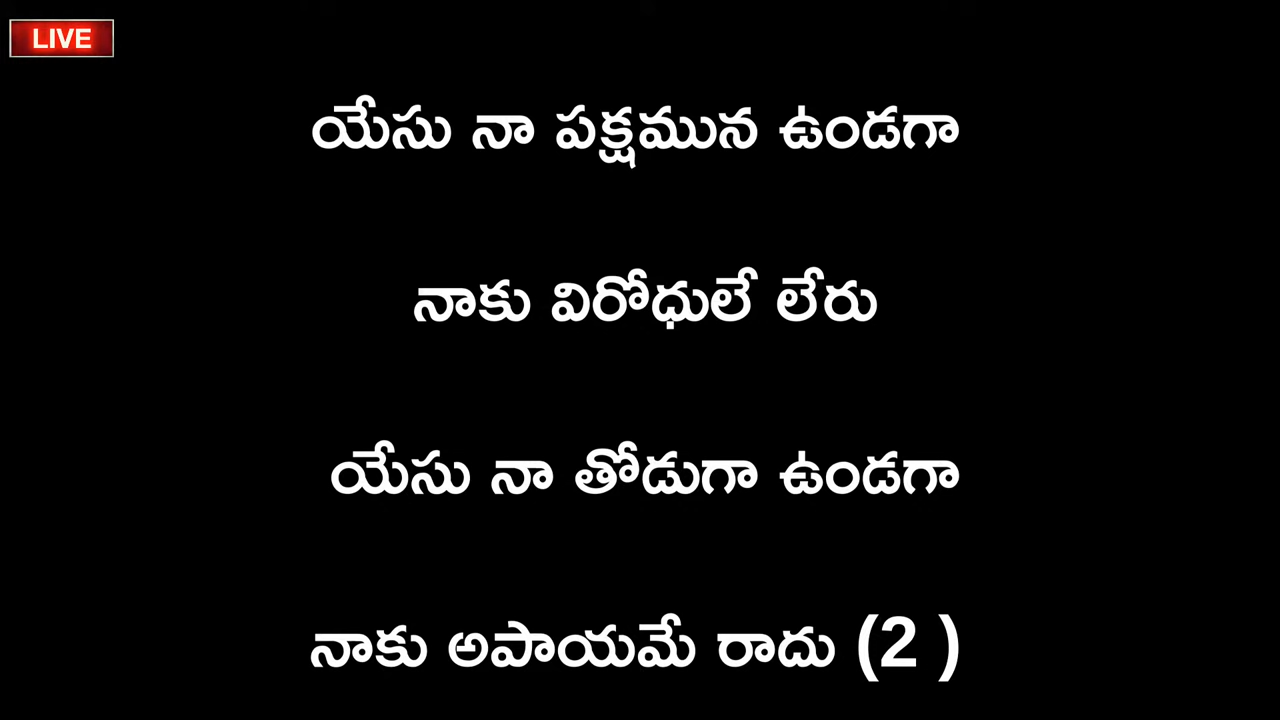 LIVE
యేసు నా పక్షమున ఉండగా
నాకు విరోధులే లేరు
యేసు నా తోడుగా ఉండగా
నాకు అపాయమే రాదు (2 )